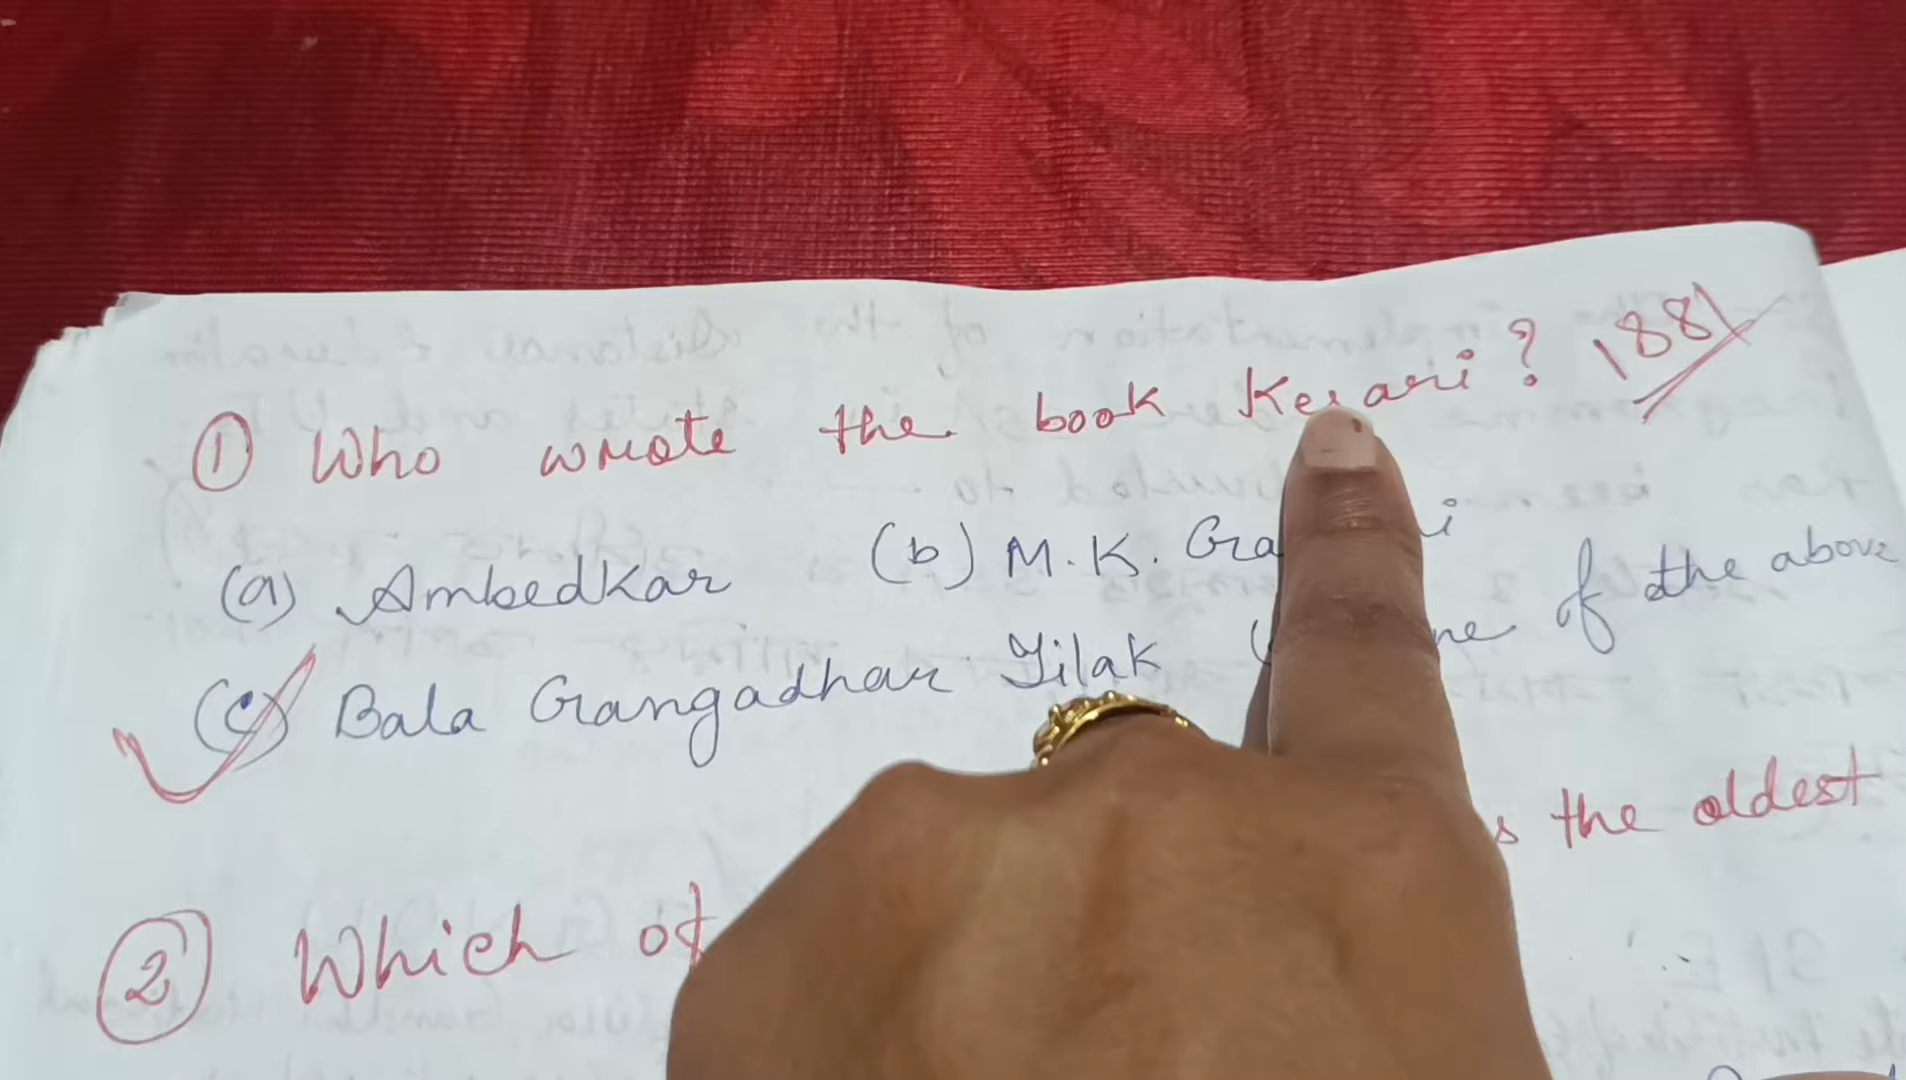 ① Who wrote the book Kesari? 1881
(a) Ambedkar (b) M.K.
(c) Bala Gangadhar Tilak of the above
the oldest
② Which of